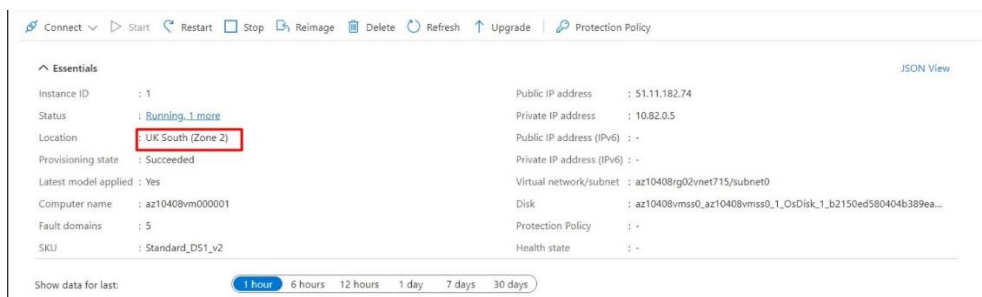 Connect Start Restart Stop Reimage Delete Refresh Upgrade Protection Policy
Essentials JSON View
Instance ID : 1 Public IP address : 51.11.182.74
Status : Running, 1 more Private IP address : 10.82.0.5
Location : UK South (Zone 2) Public IP address (IPv6) : -
Provisioning state : Succeeded Private IP address (IPv6) : -
Latest model applied : Yes Virtual network/subnet : az10408rg02vnet715/subnet0
Computer name : az10408vm000001 Disk : az10408vmss0_az10408vmss0_1_OsDisk_1_b2150ed580404b389ea...
Fault domains : 5 Protection Policy : -
SKU : Standard_DS1_v2 Health state : -
Show data for last: 1 hour 6 hours 12 hours 1 day 7 days 30 days